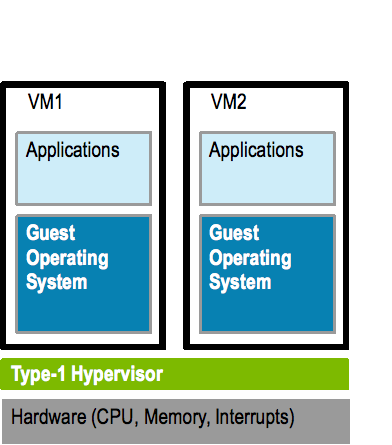 VM1
Applications
Guest
Operating
System
VM2
Applications
Guest
Operating
System
Type-1 Hypervisor
Hardware (CPU, Memory, Interrupts)